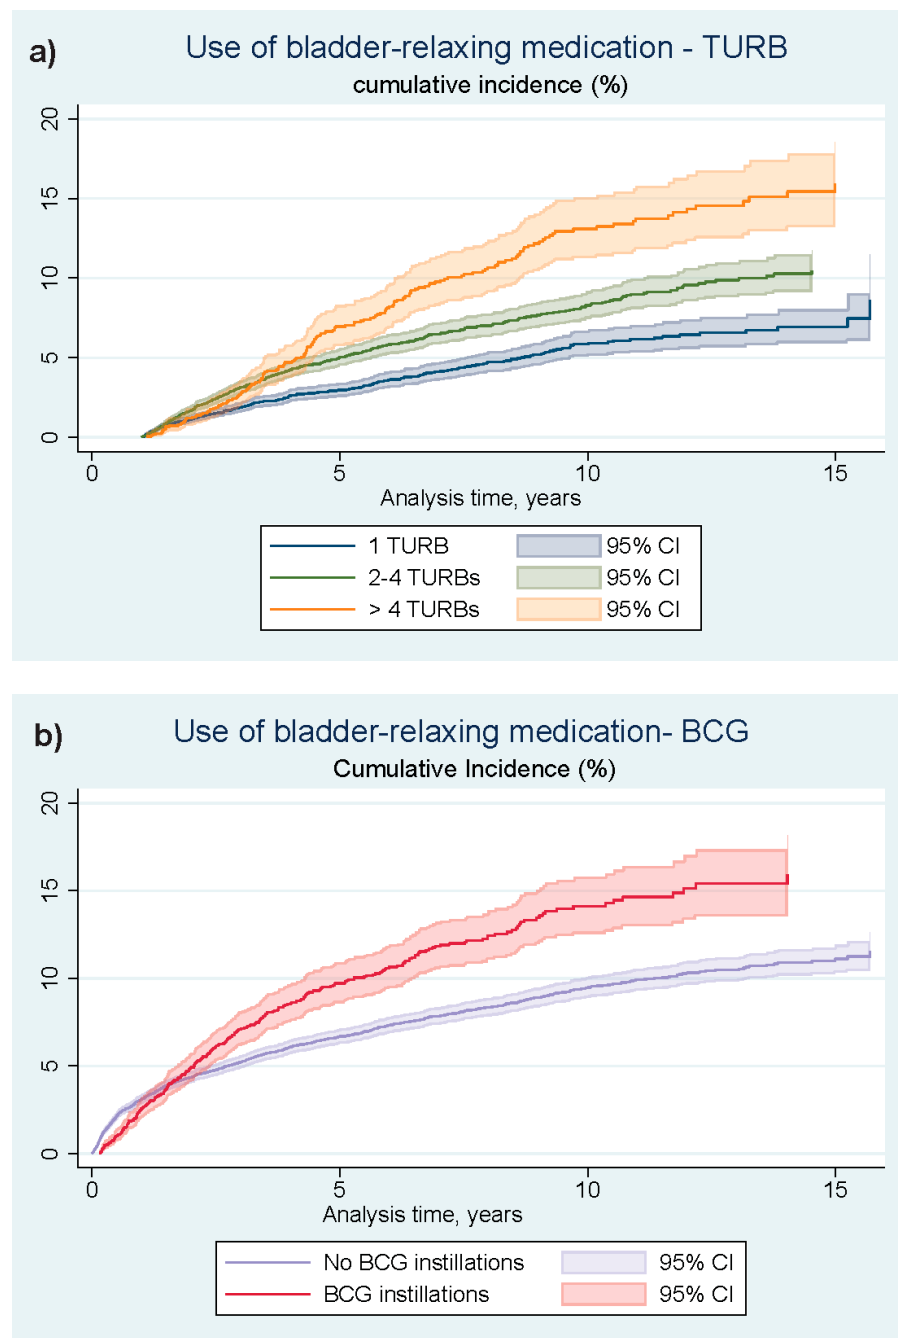 a)
Use of bladder-relaxing medication - TURB
cumulative incidence (%)
20
15
10
5
0
0 5 10 15
Analysis time, years
1 TURB 95% CI
2-4 TURBs 95% CI
> 4 TURBs 95% CI
b)
Use of bladder-relaxing medication- BCG
Cumulative Incidence (%)
20
15
10
5
0
0 5 10 15
Analysis time, years
No BCG instillations 95% CI
BCG instillations 95% CI